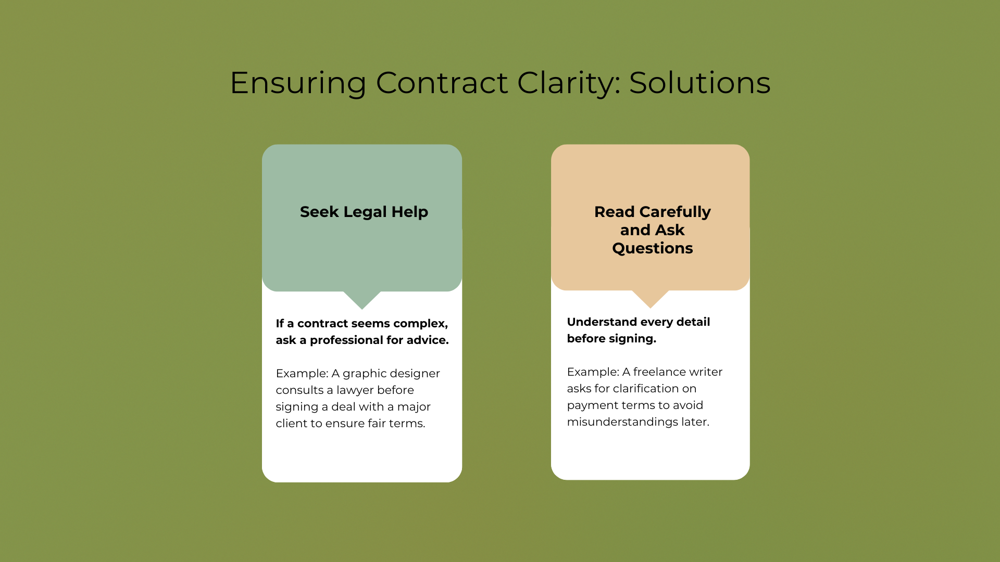 Ensuring Contract Clarity: Solutions
Seek Legal Help
If a contract seems complex,
ask a professional for advice.
Example: A graphic designer
consults a lawyer before
signing a deal with a major
client to ensure fair terms.
Read Carefully
and Ask
Questions
Understand every detail
before signing.
Example: A freelance writer
asks for clarification on
payment terms to avoid
misunderstandings later.